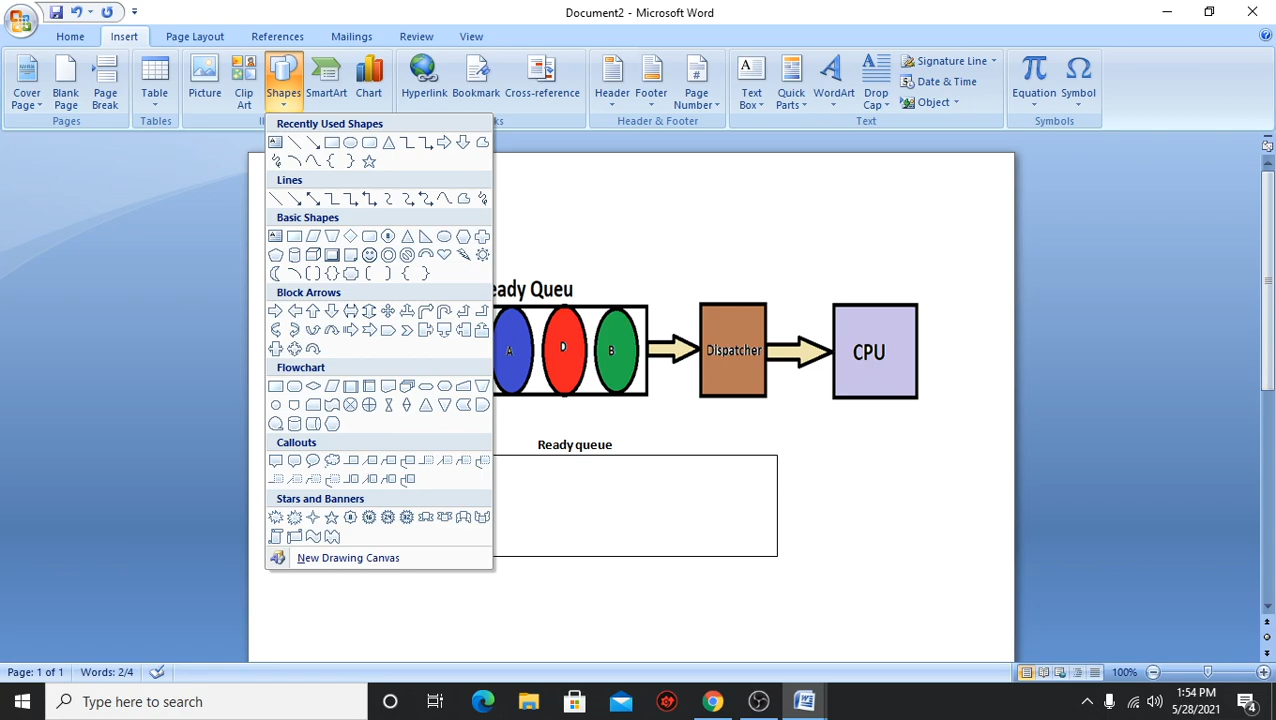 Document2 - Microsoft Word
Home Insert Page Layout References Mailings Review View
Cover Page
Blank Page
Page Break
Table
Picture
Clip Art
Shapes
SmartArt
Chart
Hyperlink
Bookmark
Cross-reference
Header
Footer
Page Number
Text Box
Quick Parts
WordArt
Drop Cap
Signature Line
Date & Time
Object
Equation
Symbol
Pages Tables Header & Footer Text Symbols
Recently Used Shapes
Lines
Basic Shapes
Block Arrows
Flowchart
Callouts
Stars and Banners
New Drawing Canvas
eady Queu
A D B Dispatcher CPU
Ready queue
Page: 1 of 1 Words: 2/4 100%
Type here to search
1:54 PM
5/28/2021
4